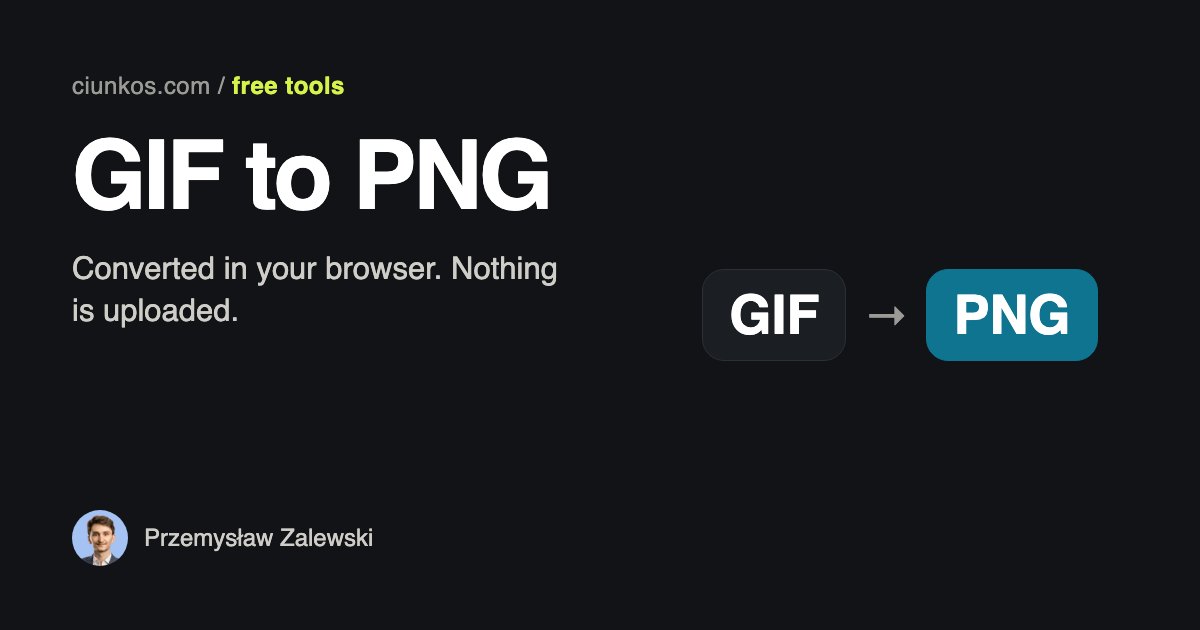 ciunkos.com / free tools
GIF to PNG
Converted in your browser. Nothing
is uploaded.
GIF → PNG
Przemysław Zalewski